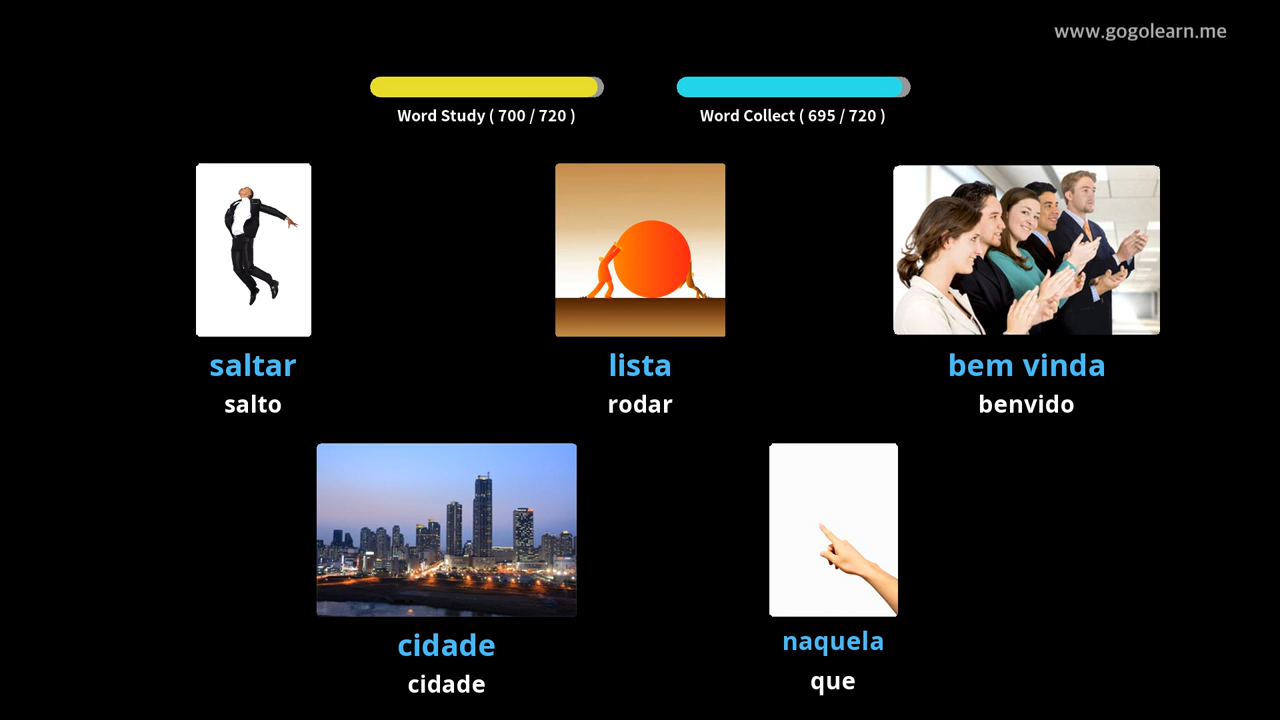 www.gogolearn.me
Word Study ( 700 / 720 )
Word Collect ( 695 / 720 )
saltar
salto
lista
rodar
bem vinda
benvido
cidade
cidade
naquela
que